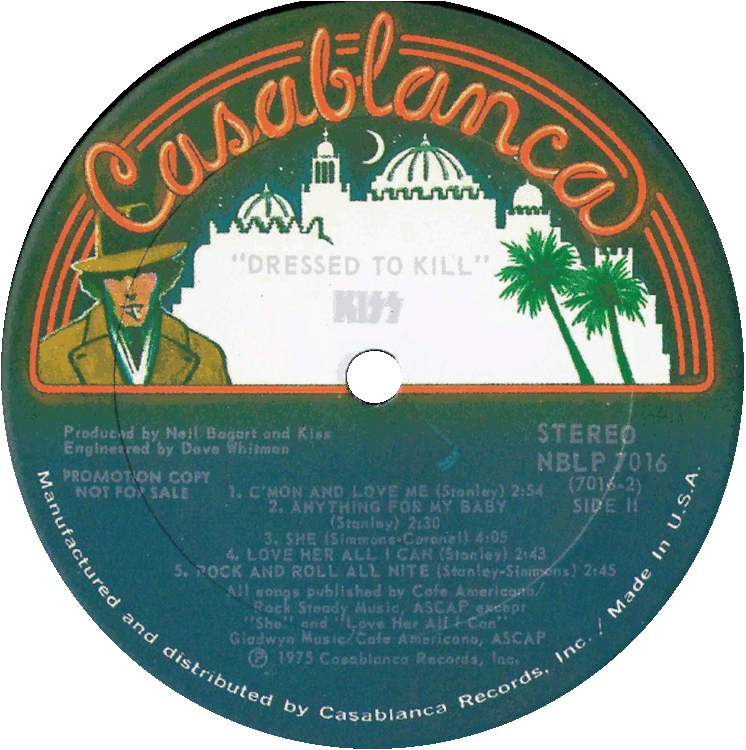 Casablanca
"DRESSED TO KILL"
KISS
Produced by Neil Bogart and Kiss
Engineered by Dave Whitman
PROMOTION COPY
NOT FOR SALE
STEREO
NBLP 7016
(7016-2)
SIDE II
1. C'MON AND LOVE ME (Stanley) 2:54
2. ANYTHING FOR MY BABY
(Stanley) 2:30
3. SHE (Simmons-Coronel) 4:05
4. LOVE HER ALL I CAN (Stanley) 2:43
5. ROCK AND ROLL ALL NITE (Stanley-Simmons) 2:45
All songs published by Cafe Americana/
Rock Steady Music, ASCAP except
"She" and "Love Her All I Can"
Gladwyn Music/Cafe Americano, ASCAP
Ⓟ 1975 Casablanca Records, Inc.
Manufactured and distributed by Casablanca Records, Inc. / Made In U.S.A.